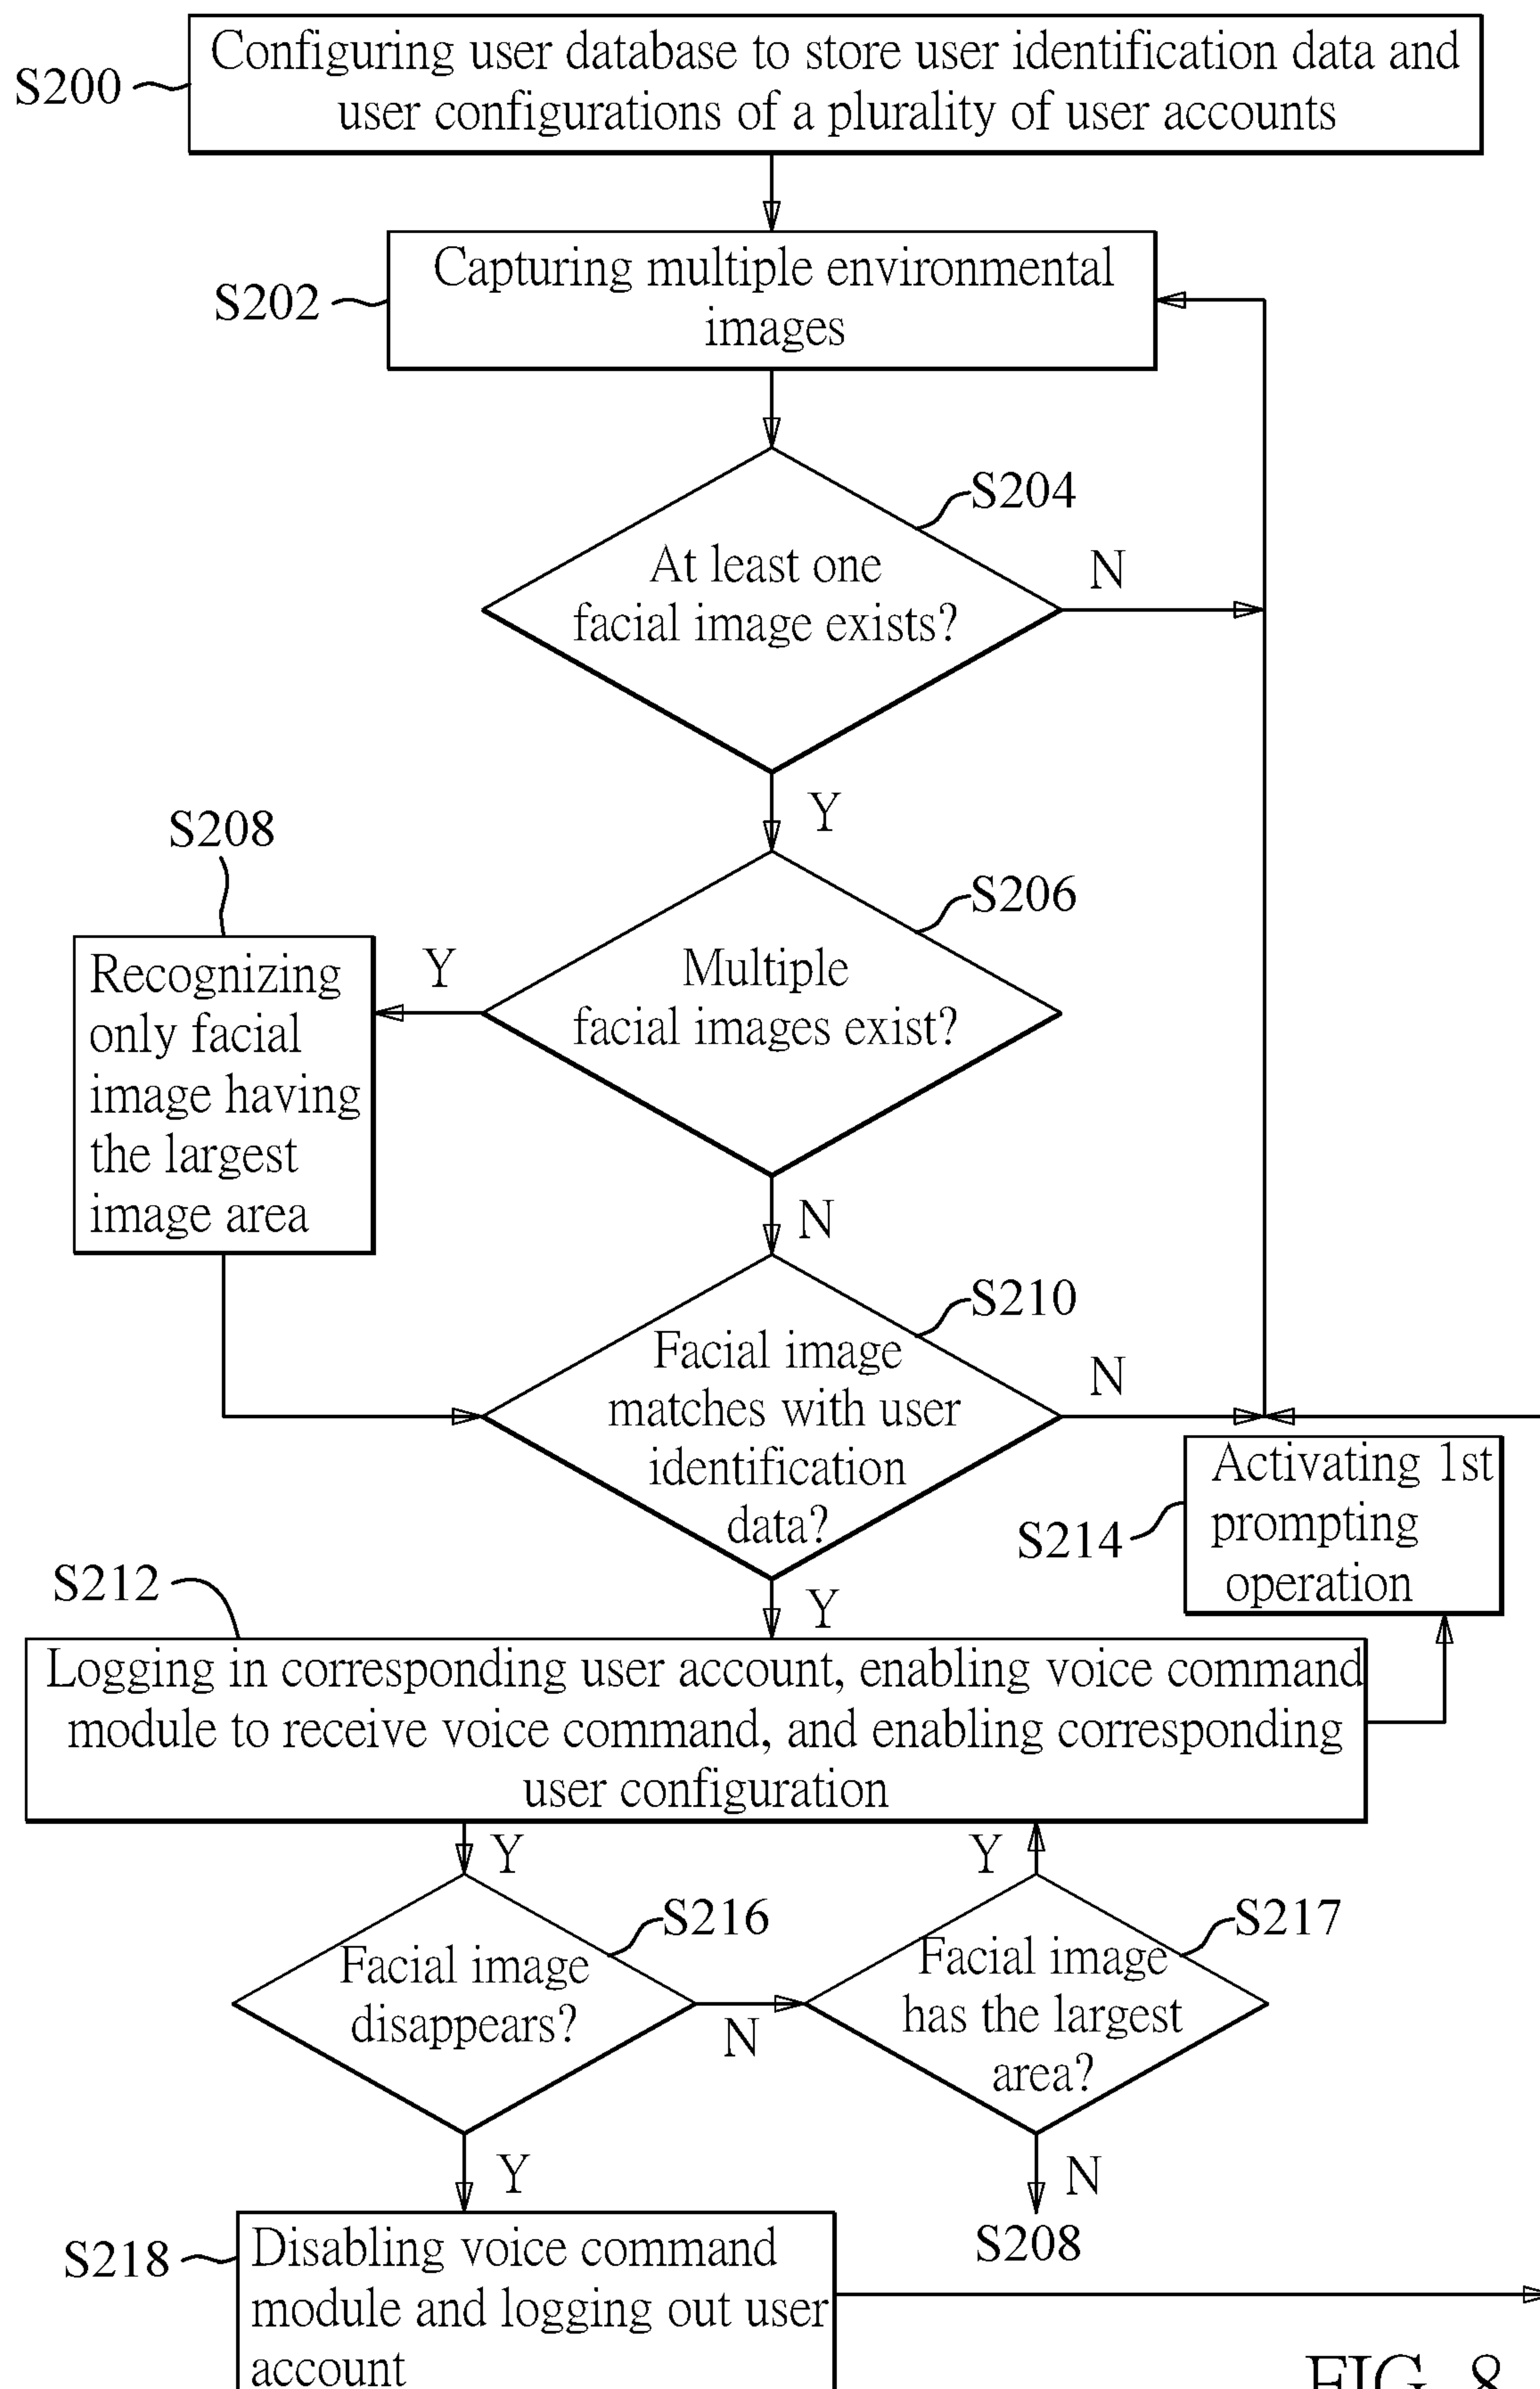 S200
Configuring user database to store user identification data and
user configurations of a plurality of user accounts
S202
Capturing multiple environmental
images
S204
At least one
facial image exists?
N
Y
S208
S206
Recognizing
only facial
image having
the largest
image area
Y
Multiple
facial images exist?
N
S210
Facial image
matches with user
identification
data?
N
Y
S214
Activating 1st
prompting
operation
S212
Logging in corresponding user account, enabling voice command
module to receive voice command, and enabling corresponding
user configuration
Y
Y
S216
Facial image
disappears?
N
S217
Facial image
has the largest
area?
Y
N
S208
S218
Disabling voice command
module and logging out user
account
FIG. 8